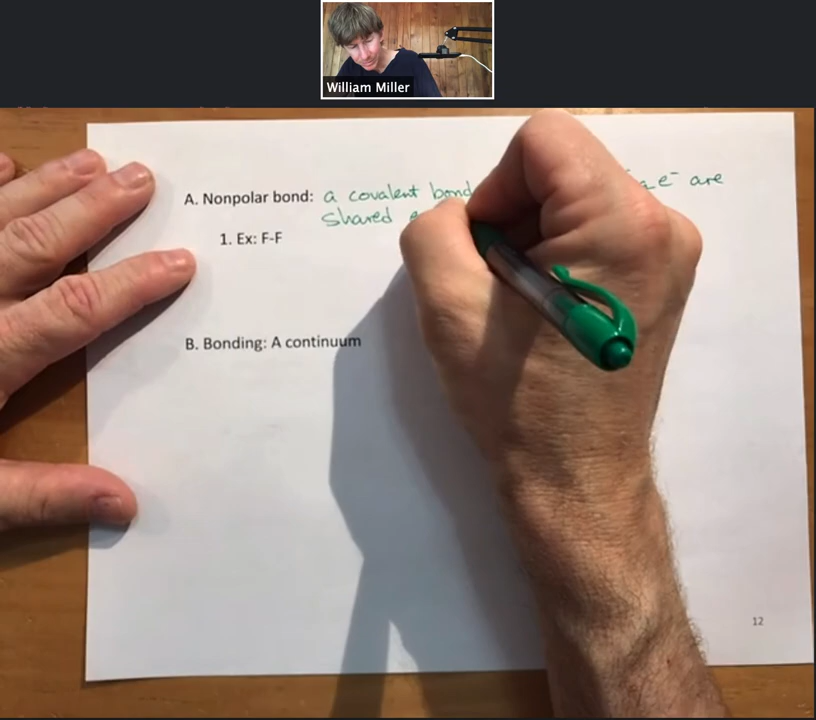 William Miller
A. Nonpolar bond: a covalent bond e⁻ are
shared
1. Ex: F-F
B. Bonding: A continuum
12